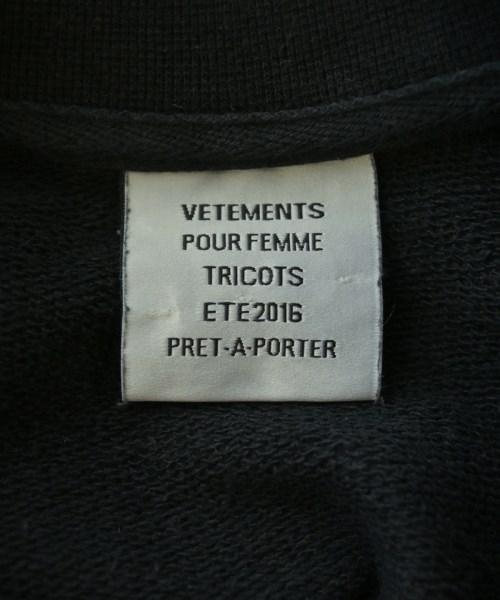 VETEMENTS
POUR FEMME
TRICOTS
ETE2016
PRET-A-PORTER